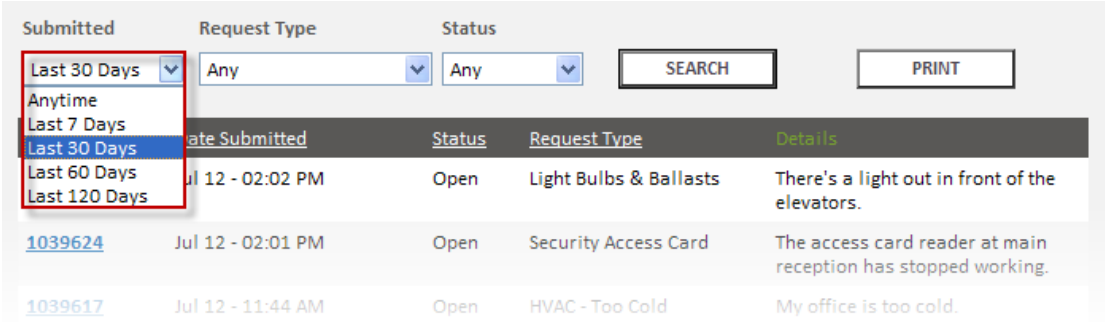 Submitted Request Type Status
Last 30 Days Any Any SEARCH PRINT
Anytime
Last 7 Days
Last 30 Days
Last 60 Days
Last 120 Days
ate Submitted Status Request Type Details
ul 12 - 02:02 PM Open Light Bulbs & Ballasts There's a light out in front of the
elevators.
1039624 Jul 12 - 02:01 PM Open Security Access Card The access card reader at main
reception has stopped working.
1039617 Jul 12 - 11:44 AM Open HVAC - Too Cold My office is too cold.